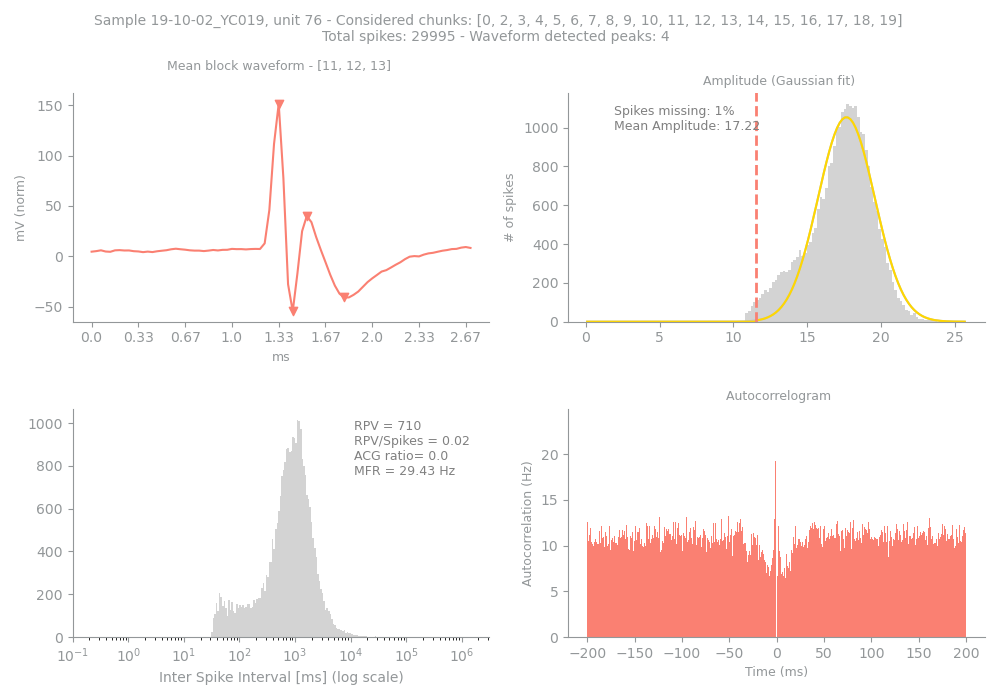 Sample 19-10-02_YC019, unit 76 - Considered chunks: [0, 2, 3, 4, 5, 6, 7, 8, 9, 10, 11, 12, 13, 14, 15, 16, 17, 18, 19]
Total spikes: 29995 - Waveform detected peaks: 4
Mean block waveform - [11, 12, 13]
mV (norm)
150
100
50
0
−50
0.0 0.33 0.67 1.0 1.33 1.67 2.0 2.33 2.67
ms
Amplitude (Gaussian fit)
Spikes missing: 1%
Mean Amplitude: 17.22
# of spikes
1000
800
600
400
200
0
0 5 10 15 20 25
RPV = 710
RPV/Spikes = 0.02
ACG ratio= 0.0
MFR = 29.43 Hz
1000
800
600
400
200
0
10⁻¹ 10⁰ 10¹ 10² 10³ 10⁴ 10⁵ 10⁶
Inter Spike Interval [ms] (log scale)
Autocorrelogram
Autocorrelation (Hz)
20
15
10
5
0
−200 −150 −100 −50 0 50 100 150 200
Time (ms)